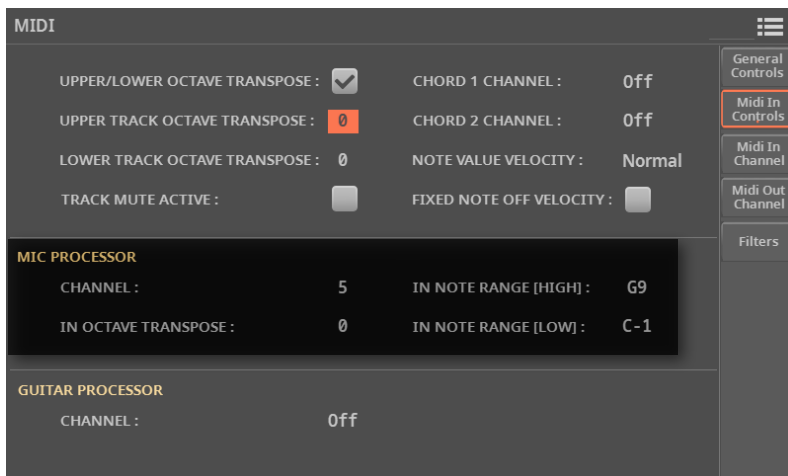 MIDI
UPPER/LOWER OCTAVE TRANSPOSE :
CHORD 1 CHANNEL : Off
UPPER TRACK OCTAVE TRANSPOSE : 0
CHORD 2 CHANNEL : Off
LOWER TRACK OCTAVE TRANSPOSE : 0
NOTE VALUE VELOCITY : Normal
TRACK MUTE ACTIVE :
FIXED NOTE OFF VELOCITY :
MIC PROCESSOR
CHANNEL : 5
IN NOTE RANGE [HIGH] : G9
IN OCTAVE TRANSPOSE : 0
IN NOTE RANGE [LOW] : C-1
GUITAR PROCESSOR
CHANNEL : Off
General
Controls
Midi In
Controls
Midi In
Channel
Midi Out
Channel
Filters